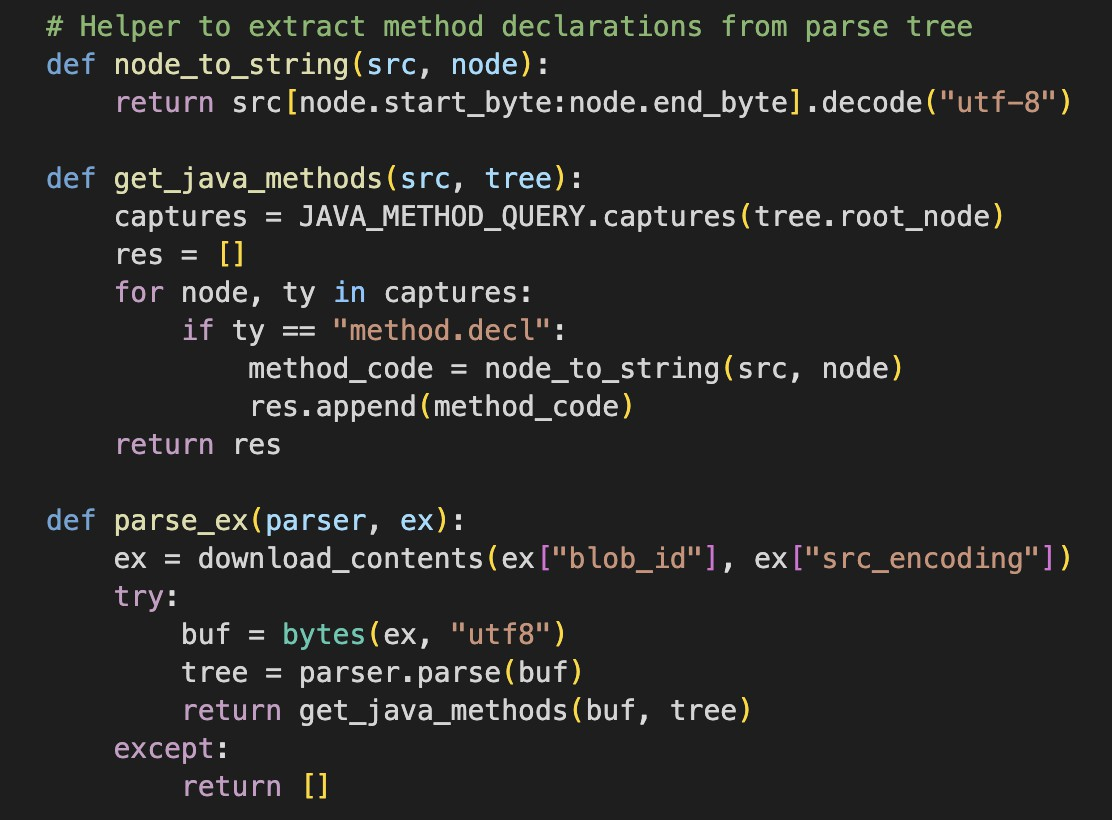 # Helper to extract method declarations from parse tree
def node_to_string(src, node):
    return src[node.start_byte:node.end_byte].decode("utf-8")

def get_java_methods(src, tree):
    captures = JAVA_METHOD_QUERY.captures(tree.root_node)
    res = []
    for node, ty in captures:
        if ty == "method.decl":
            method_code = node_to_string(src, node)
            res.append(method_code)
    return res

def parse_ex(parser, ex):
    ex = download_contents(ex["blob_id"], ex["src_encoding"])
    try:
        buf = bytes(ex, "utf8")
        tree = parser.parse(buf)
        return get_java_methods(buf, tree)
    except:
        return []